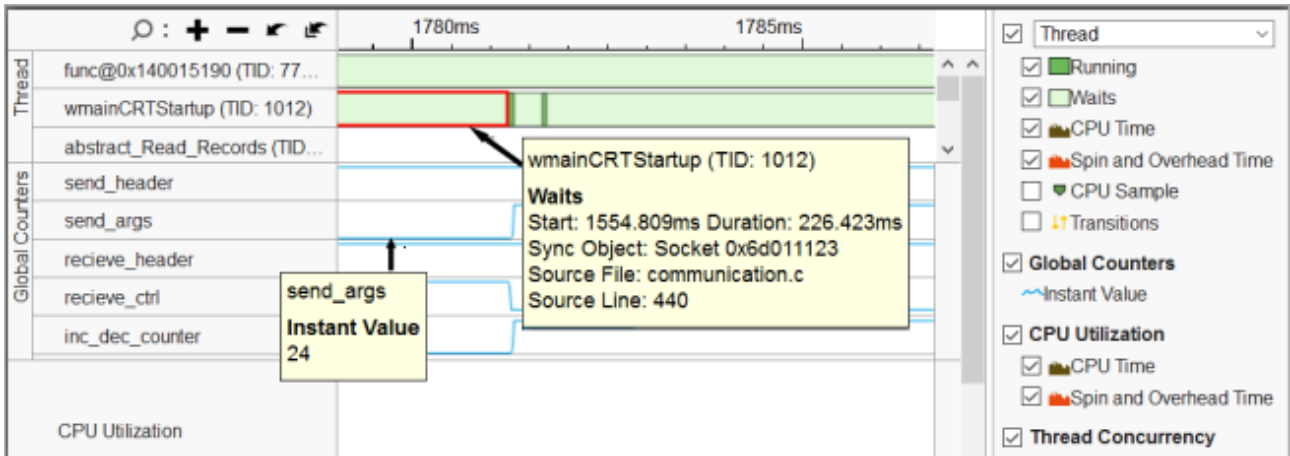 1780ms 1785ms
Thread
func@0x140015190 (TID: 77...
wmainCRTStartup (TID: 1012)
abstract_Read_Records (TID...
Global Counters
send_header
send_args
recieve_header
recieve_ctrl
inc_dec_counter
CPU Utilization
wmainCRTStartup (TID: 1012)
Waits
Start: 1554.809ms Duration: 226.423ms
Sync Object: Socket 0x6d011123
Source File: communication.c
Source Line: 440
send_args
Instant Value
24
Thread
Running
Waits
CPU Time
Spin and Overhead Time
CPU Sample
Transitions
Global Counters
Instant Value
CPU Utilization
CPU Time
Spin and Overhead Time
Thread Concurrency